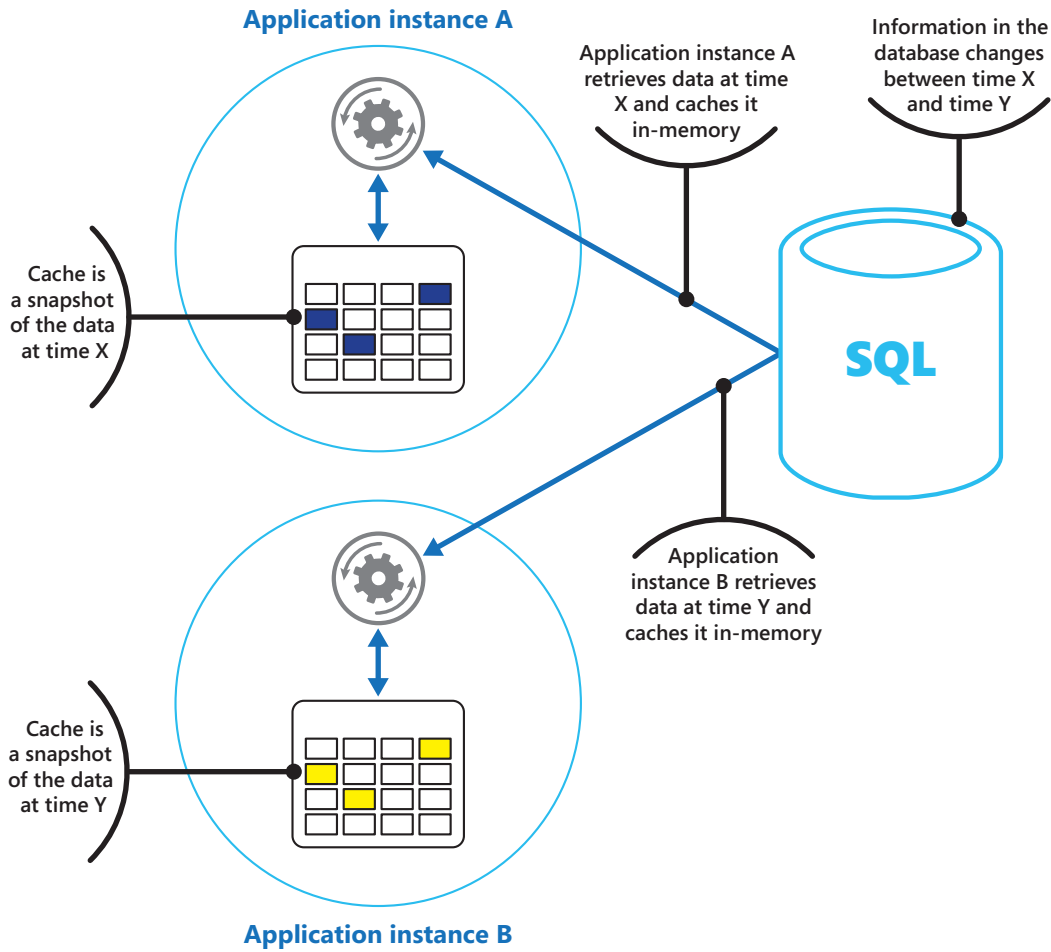 Application instance A
Application instance A
retrieves data at time
X and caches it
in-memory
Information in the
database changes
between time X
and time Y
Cache is
a snapshot
of the data
at time X
SQL
Application
instance B retrieves
data at time Y and
caches it in-memory
Cache is
a snapshot
of the data
at time Y
Application instance B